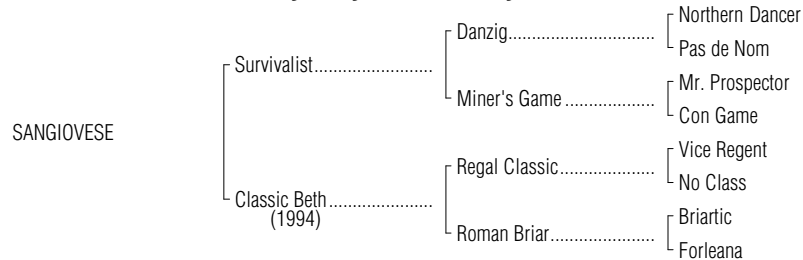 Northern Dancer
Danzig..............................
Pas de Nom
Survivalist........................
Mr. Prospector
Miner's Game ..................
Con Game
SANGIOVESE
Vice Regent
Regal Classic...................
No Class
Classic Beth.....................
(1994)
Briartic
Roman Briar.....................
Forleana